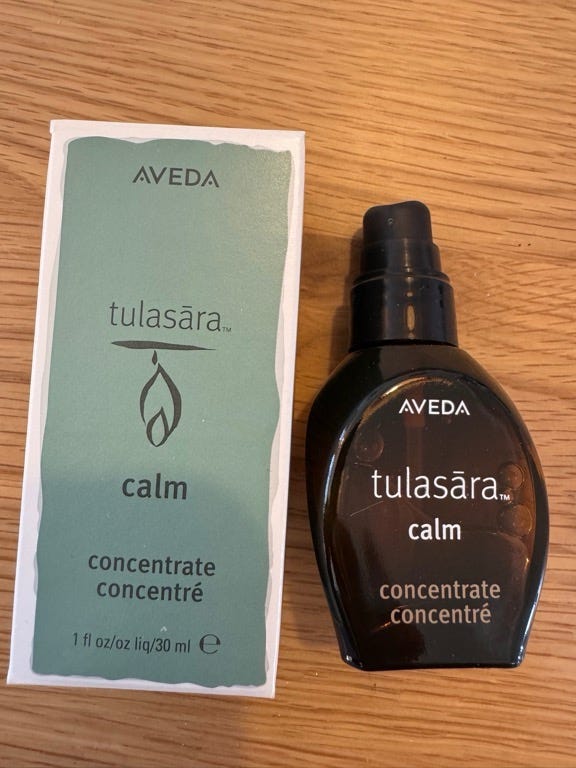 AVEDA
tulasāra™
calm
concentrate
concentré
1 fl oz/oz liq/30 ml ℮
AVEDA
tulasāra™
calm
concentrate
concentré